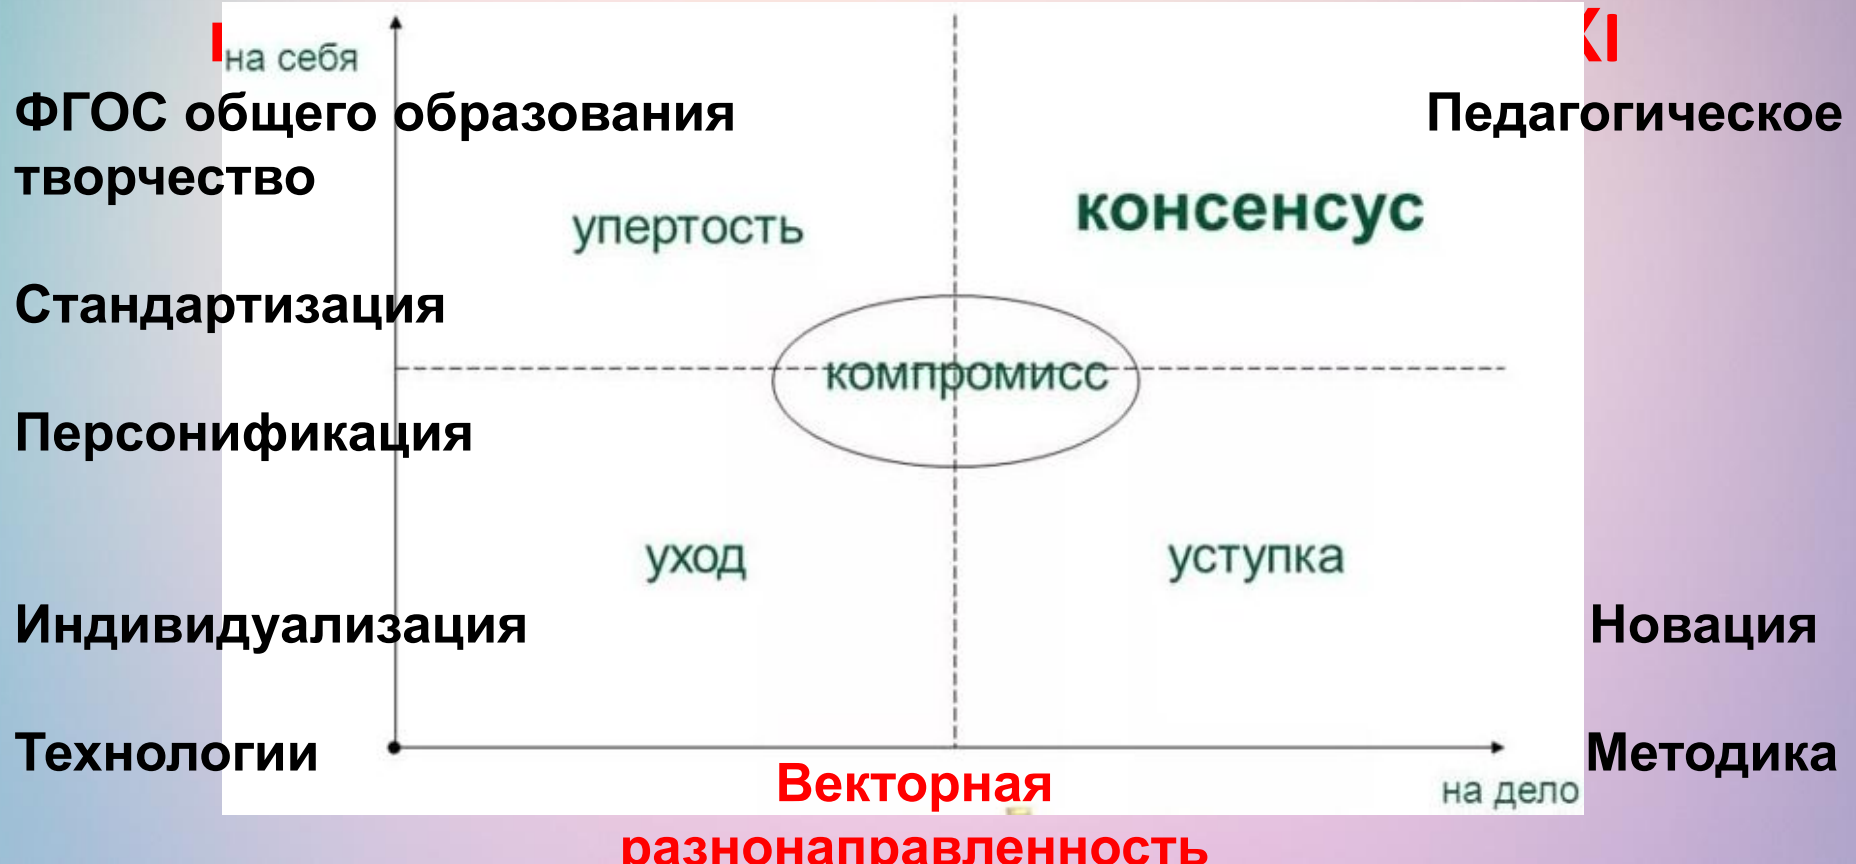 XI
на себя
ФГОС общего образования Педагогическое
творчество
упертость консенсус
Стандартизация
компромисс
Персонификация
уход уступка
Индивидуализация Новация
Технологии Методика
Векторная
на дело
разнонаправленность